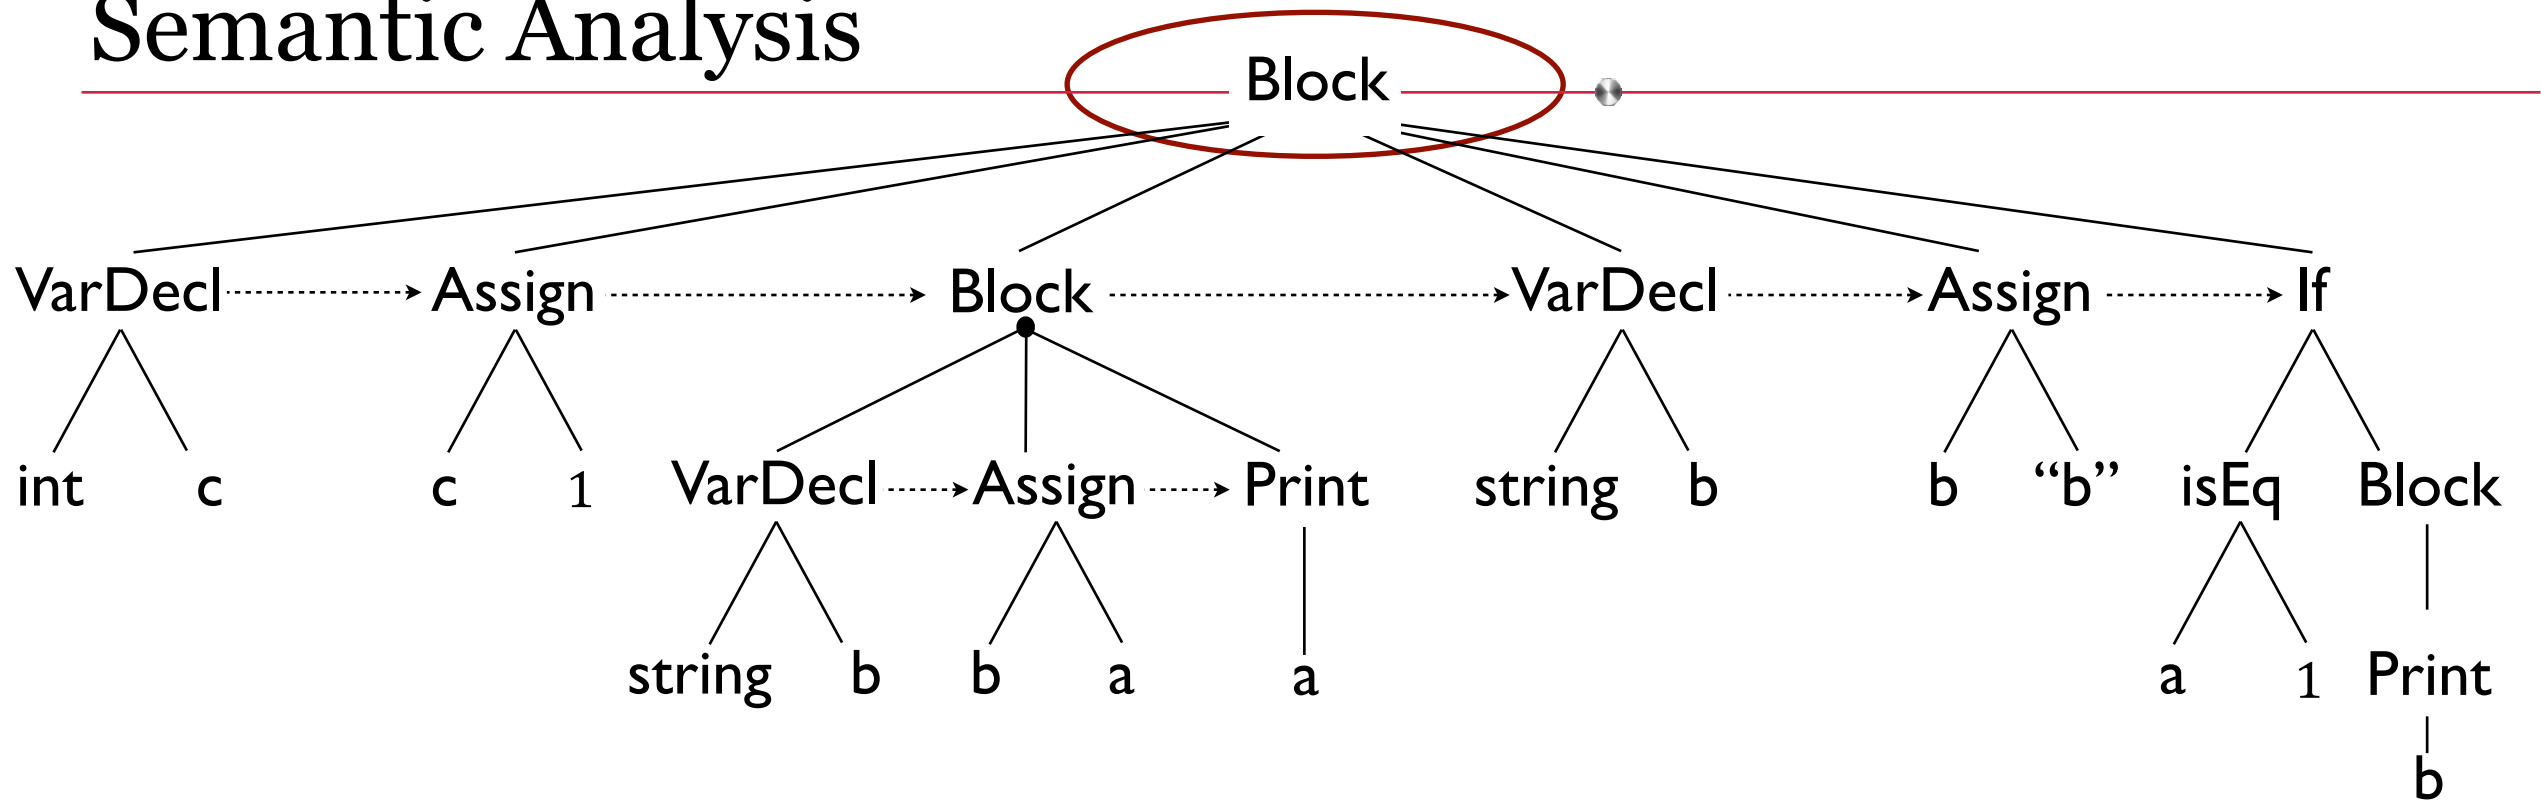 Semantic Analysis
Block
VarDecl Assign Block VarDecl Assign If
int c c 1 VarDecl Assign Print string b b “b” isEq Block
string b b a a a 1 Print
b